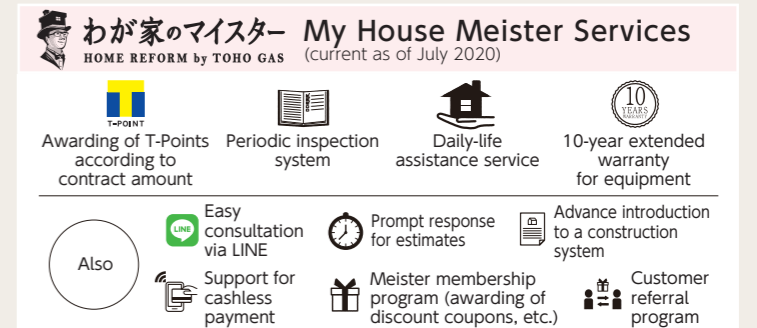 わが家のマイスター My House Meister Services
HOME REFORM by TOHO GAS (current as of July 2020)
T-POINT
Awarding of T-Points
according to
contract amount
Periodic inspection
system
Daily-life
assistance service
10
YEARS
WARRANTY
10-year extended
warranty
for equipment
Also
LINE
Easy
consultation
via LINE
Prompt response
for estimates
Advance introduction
to a construction
system
Support for
cashless
payment
Meister membership
program (awarding of
discount coupons, etc.)
Customer
referral
program